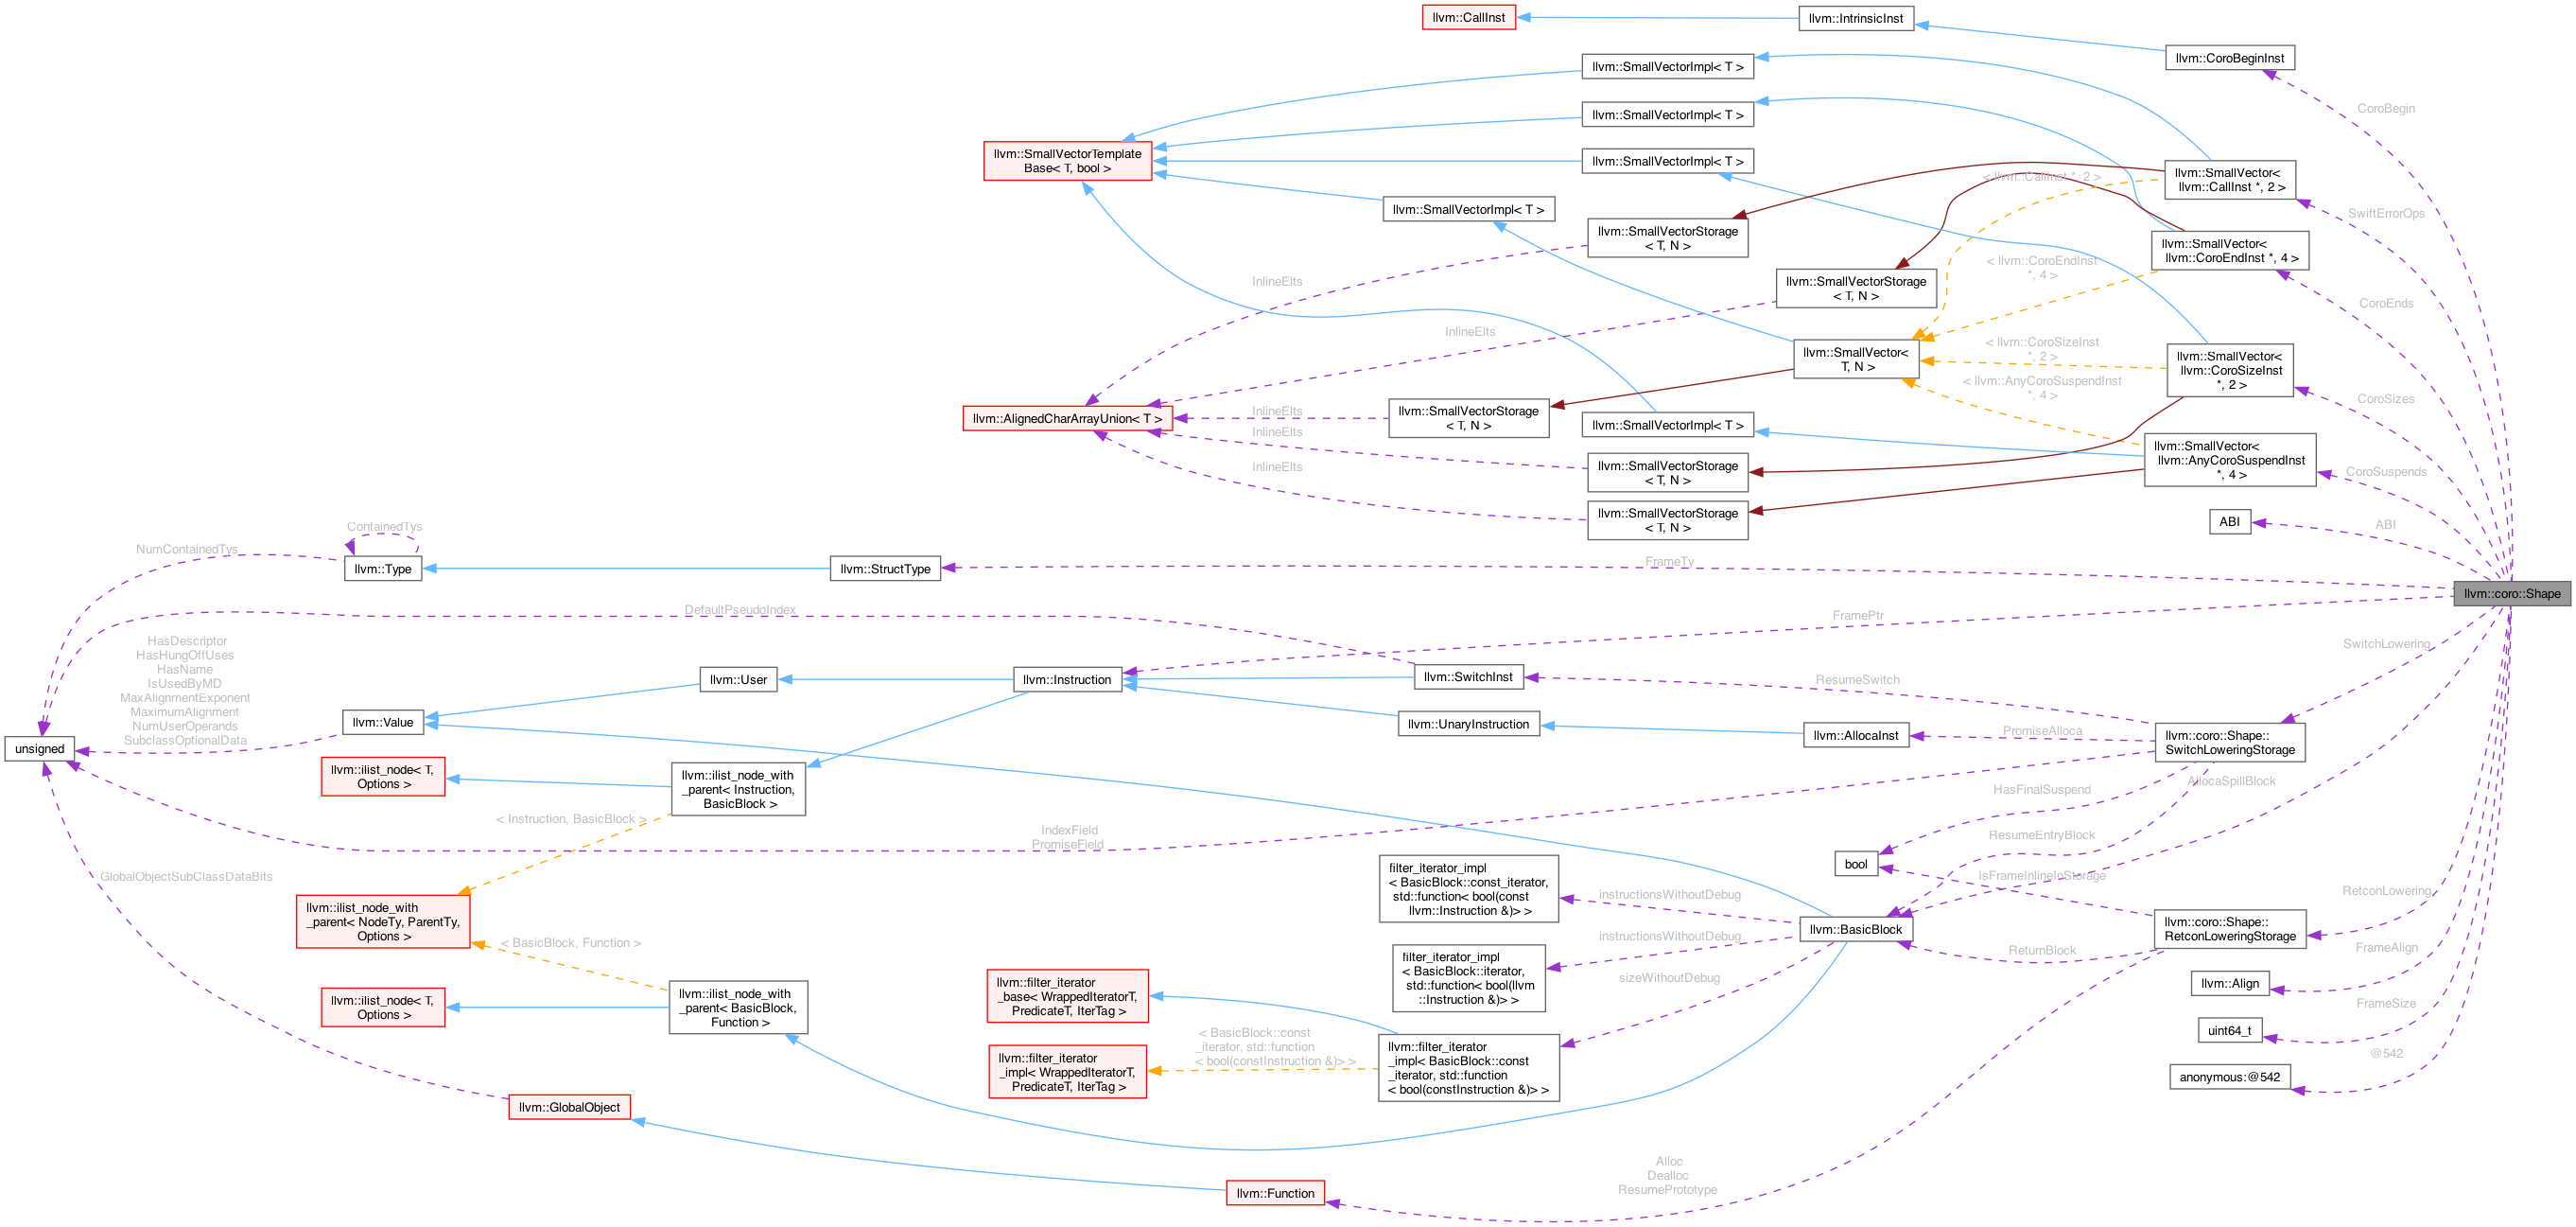 llvm::CallInst
llvm::IntrinsicInst
llvm::CoroBeginInst
llvm::SmallVectorImpl< T >
CoroBegin
llvm::SmallVectorImpl< T >
llvm::SmallVectorTemplate
Base< T, bool >
llvm::SmallVectorImpl< T >
llvm::SmallVector<
llvm::CallInst *, 2 >
< llvm::CallInst *, 2 >
llvm::SmallVectorImpl< T >
SwiftErrorOps
llvm::SmallVectorStorage
< T, N >
llvm::SmallVector<
llvm::CoroEndInst *, 4 >
< llvm::CoroEndInst
*, 4 >
InlineElts
llvm::SmallVectorStorage
< T, N >
CoroEnds
InlineElts
llvm::SmallVector<
T, N >
< llvm::CoroSizeInst
*, 2 >
llvm::SmallVector<
llvm::CoroSizeInst
*, 2 >
< llvm::AnyCoroSuspendInst
*, 4 >
CoroSizes
llvm::AlignedCharArrayUnion< T >
InlineElts
llvm::SmallVectorStorage
< T, N >
llvm::SmallVectorImpl< T >
InlineElts
llvm::SmallVector<
llvm::AnyCoroSuspendInst
*, 4 >
InlineElts
llvm::SmallVectorStorage
< T, N >
CoroSuspends
llvm::SmallVectorStorage
< T, N >
ABI
ABI
ContainedTys
NumContainedTys
llvm::Type
llvm::StructType
FrameTy
llvm::coro::Shape
DefaultPseudoIndex
FramePtr
HasDescriptor
HasHungOffUses
HasName
IsUsedByMD
MaxAlignmentExponent
MaximumAlignment
NumUserOperands
SubclassOptionalData
SwitchLowering
llvm::User
llvm::Instruction
llvm::SwitchInst
ResumeSwitch
llvm::Value
llvm::UnaryInstruction
llvm::AllocaInst
PromiseAlloca
llvm::coro::Shape::
SwitchLoweringStorage
unsigned
llvm::ilist_node< T,
Options >
llvm::ilist_node_with
_parent< Instruction,
BasicBlock >
AllocaSpillBlock
HasFinalSuspend
< Instruction, BasicBlock >
IndexField
PromiseField
ResumeEntryBlock
bool
IsFrameInlineInStorage
GlobalObjectSubClassDataBits
filter_iterator_impl
< BasicBlock::const_iterator,
std::function< bool(const
llvm::Instruction &)> >
instructionsWithoutDebug
RetconLowering
llvm::ilist_node_with
_parent< NodeTy, ParentTy,
Options >
< BasicBlock, Function >
llvm::BasicBlock
llvm::coro::Shape::
RetconLoweringStorage
instructionsWithoutDebug
ReturnBlock
FrameAlign
filter_iterator_impl
< BasicBlock::iterator,
std::function< bool(llvm
::Instruction &)> >
sizeWithoutDebug
llvm::Align
llvm::ilist_node< T,
Options >
llvm::ilist_node_with
_parent< BasicBlock,
Function >
llvm::filter_iterator
_base< WrappedIteratorT,
PredicateT, IterTag >
FrameSize
uint64_t
< BasicBlock::const
_iterator, std::function
< bool(constInstruction &)> >
llvm::filter_iterator
_impl< WrappedIteratorT,
PredicateT, IterTag >
llvm::filter_iterator
_impl< BasicBlock::const
_iterator, std::function
< bool(constInstruction &)> >
@542
anonymous:@542
llvm::GlobalObject
Alloc
Dealloc
ResumePrototype
llvm::Function